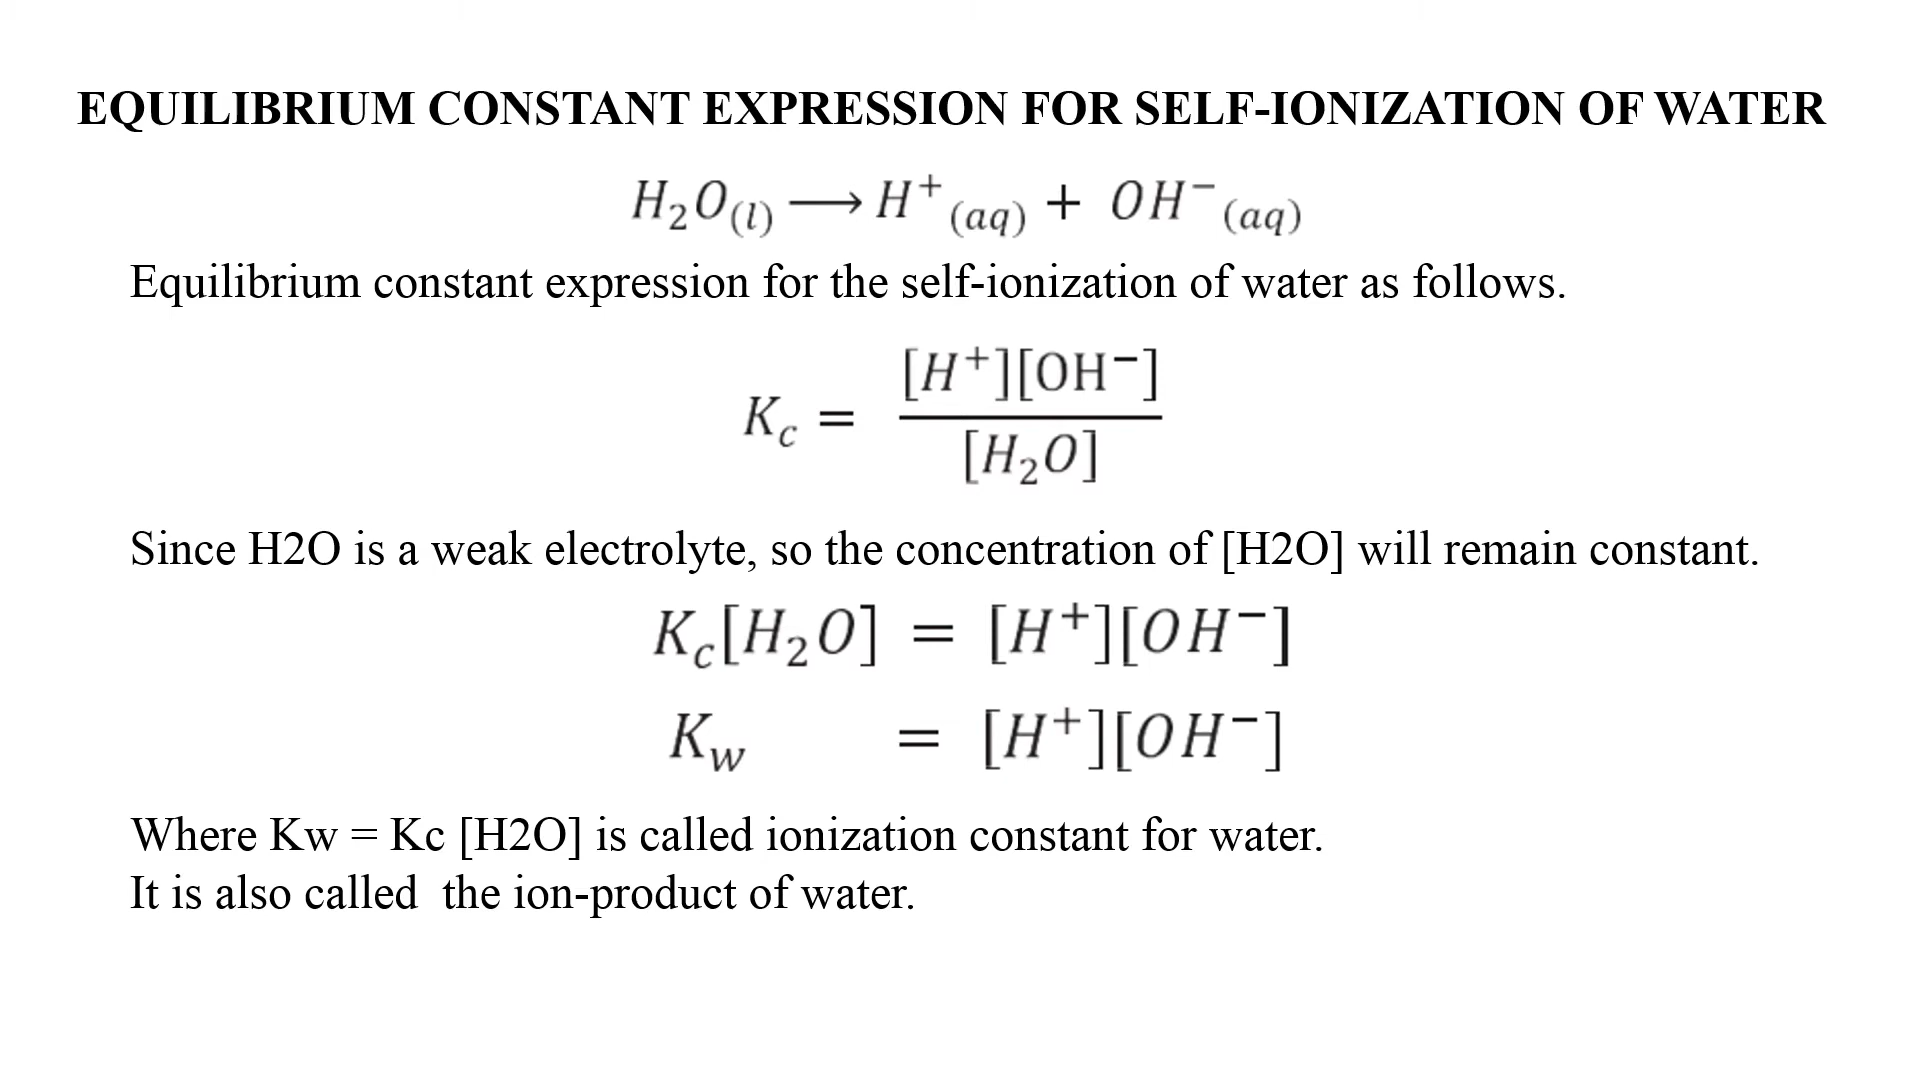 EQUILIBRIUM CONSTANT EXPRESSION FOR SELF-IONIZATION OF WATER
H₂O₍l₎ ⟶ H⁺ (aq) + OH⁻ (aq)
Equilibrium constant expression for the self-ionization of water as follows.
K_c = [H⁺][OH⁻] / [H₂O]
Since H2O is a weak electrolyte, so the concentration of [H2O] will remain constant.
K_c[H₂O] = [H⁺][OH⁻]
K_w = [H⁺][OH⁻]
Where Kw = Kc [H2O] is called ionization constant for water.
It is also called the ion-product of water.